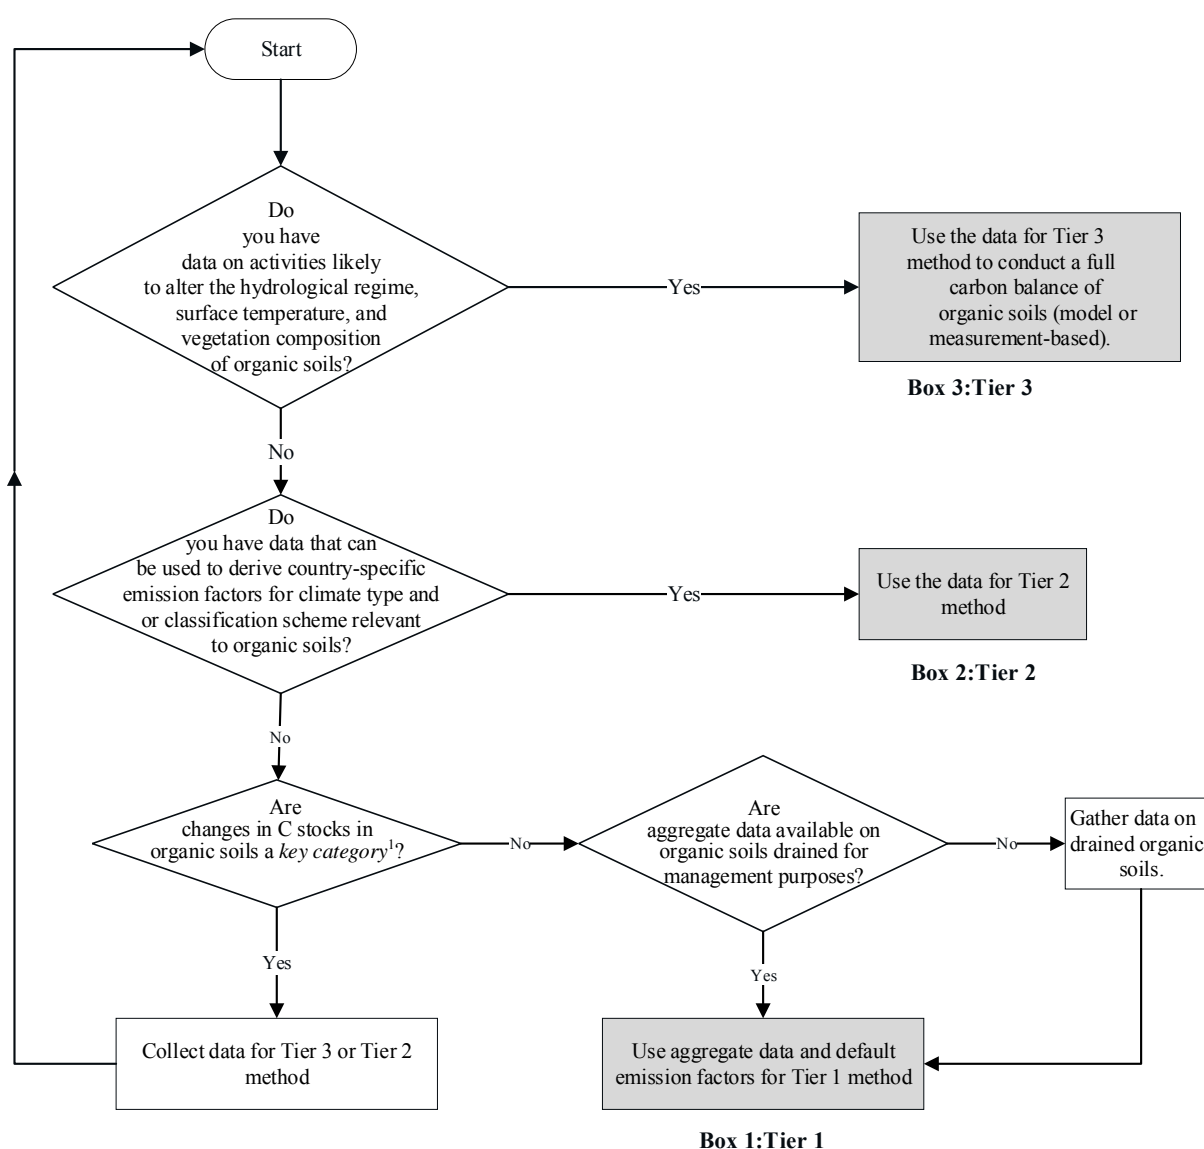 Start
Do
you have
data on activities likely
to alter the hydrological regime,
surface temperature, and
vegetation composition
of organic soils?
Yes
Use the data for Tier 3
method to conduct a full
carbon balance of
organic soils (model or
measurement-based).
Box 3:Tier 3
No
Do
you have data that can
be used to derive country-specific
emission factors for climate type and
or classification scheme relevant
to organic soils?
Yes
Use the data for Tier 2
method
Box 2:Tier 2
No
Are
changes in C stocks in
organic soils a key category¹?
No
Are
aggregate data available on
organic soils drained for
management purposes?
No
Gather data on
drained organic
soils.
Yes
Yes
Collect data for Tier 3 or Tier 2
method
Use aggregate data and default
emission factors for Tier 1 method
Box 1:Tier 1